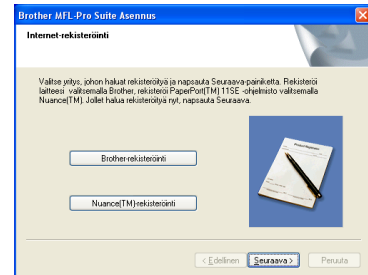 Brother MFL-Pro Suite Asennus
Internet-rekisteröinti
Valitse yritys, johon haluat rekisteröityä ja napsauta Seuraava-painiketta. Rekisteröi
laitteesi valitsemalla Brother, rekisteröi PaperPort(TM) 11SE -ohjelmisto valitsemalla
Nuance(TM). Jollet halua rekisteröityä nyt, napsauta Seuraava.
Brother-rekisteröinti
Nuance(TM)-rekisteröinti
< Edellinen
Seuraava >
Peruuta